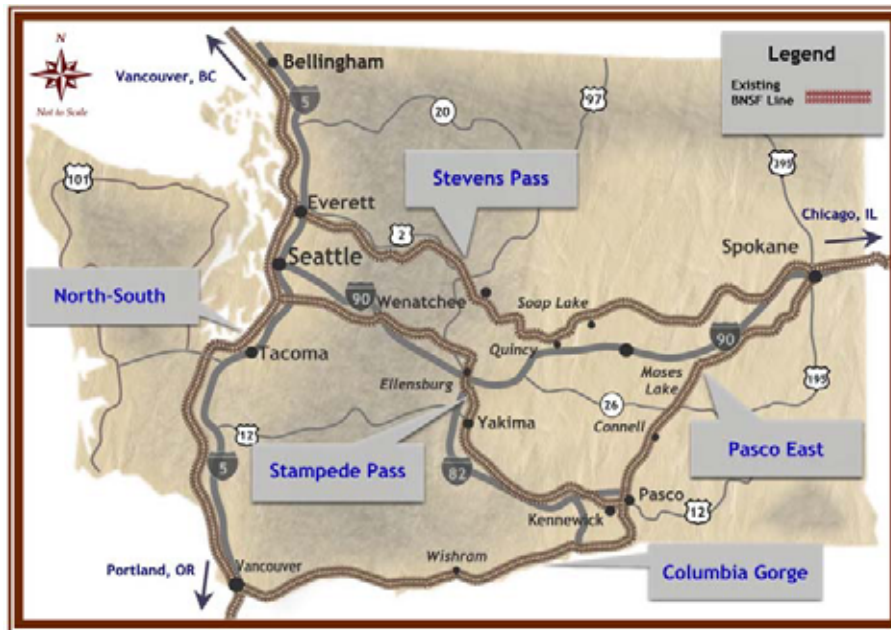 N
Not to Scale
Vancouver, BC
Bellingham
5
20
97
Legend
Existing
BNSF Line
101
395
Stevens Pass
Everett
2
Chicago, IL
Seattle
Spokane
North-South
90
Wenatchee
Soap Lake
90
Tacoma
Quincy
Ellensburg
Moses
Lake
195
26
12
Yakima
Connell
Stampede Pass
Pasco East
5
82
Pasco
12
Kennewick
Portland, OR
Vancouver
Wishram
Columbia Gorge